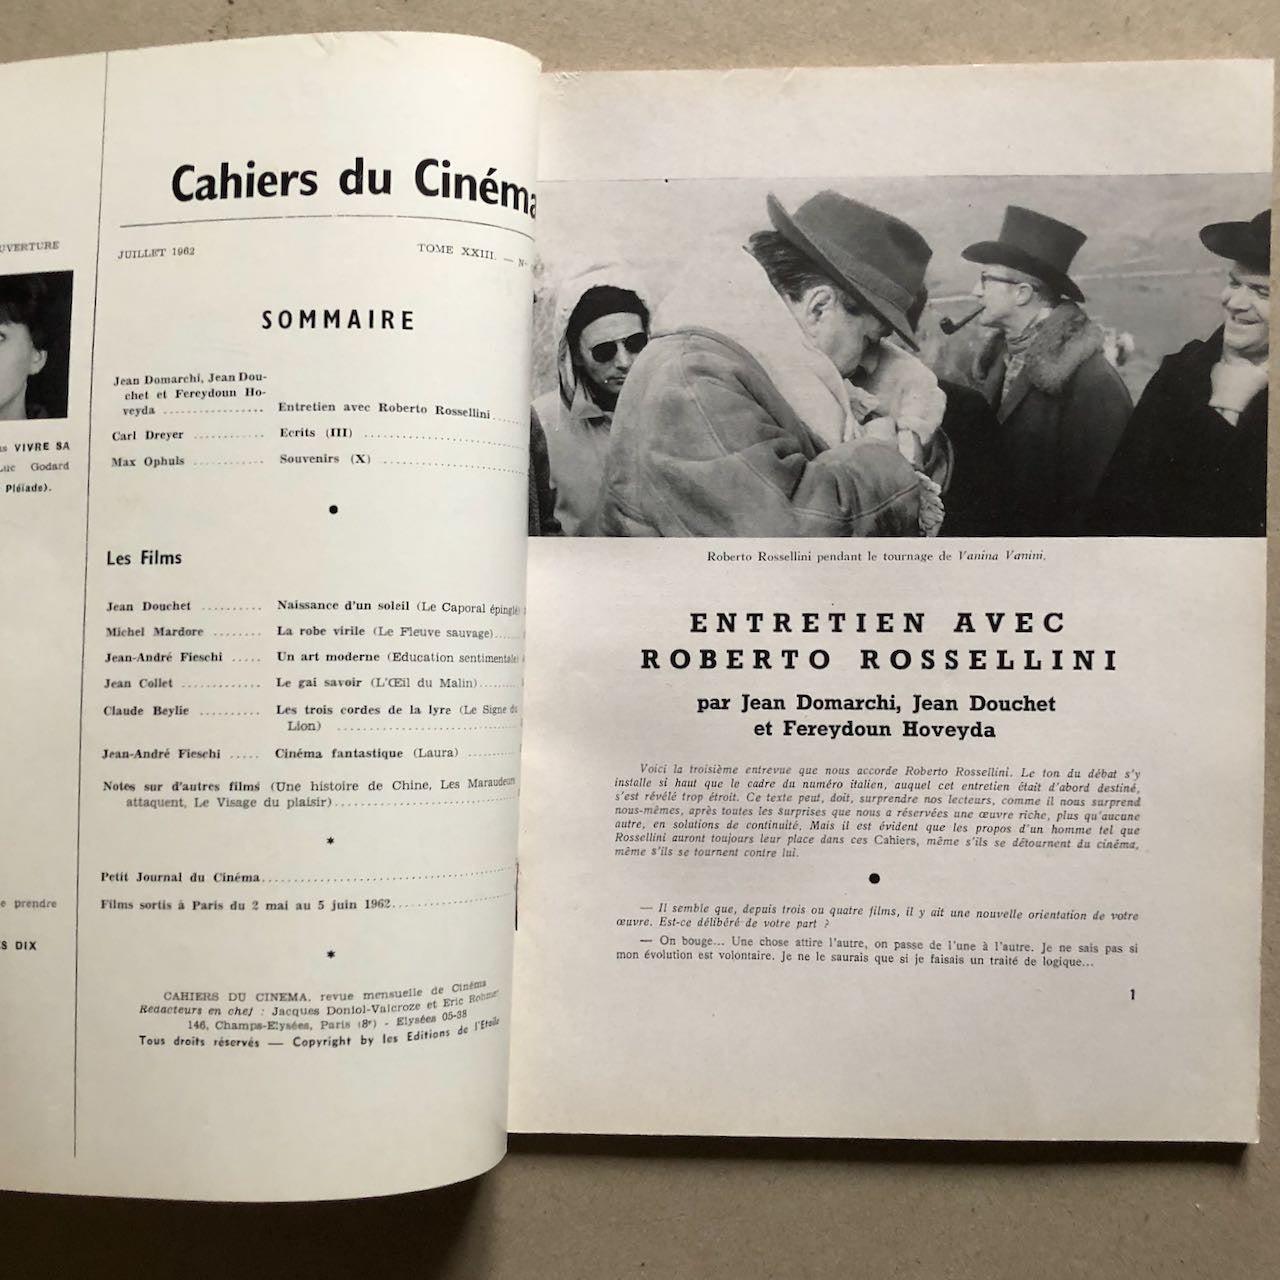 UVERTURE
VIVRE SA
Luc Godard
Pléiade).
e prendre
S DIX
Cahiers du Cinéma
JUILLET 1962
TOME XXIII. — N°
SOMMAIRE
Jean Domarchi, Jean Dou-
chet et Fereydoun Ho-
veyda ................ Entretien avec Roberto Rossellini
Carl Dreyer ........... Ecrits (III)
Max Ophuls .......... Souvenirs (X)
Les Films
Jean Douchet .......... Naissance d'un soleil (Le Caporal épinglé)
Michel Mardore ........ La robe virile (Le Fleuve sauvage)
Jean-André Fieschi ..... Un art moderne (Education sentimentale)
Jean Collet ............. Le gai savoir (L'Œil du Malin)
Claude Beylie .......... Les trois cordes de la lyre (Le Signe du
Lion)
Jean-André Fieschi ..... Cinéma fantastique (Laura)
Notes sur d'autres films (Une histoire de Chine, Les Maraudeurs
attaquent, Le Visage du plaisir)
*
Petit Journal du Cinéma
Films sortis à Paris du 2 mai au 5 juin 1962
*
CAHIERS DU CINEMA, revue mensuelle de Cinéma
Rédacteurs en chef : Jacques Doniol-Valcroze et Eric Rohmer
146, Champs-Elysées, Paris (8e) - Elysées 05-38
Tous droits réservés — Copyright by les Editions de l'Etoile
Roberto Rossellini pendant le tournage de Vanina Vanini.
ENTRETIEN AVEC
ROBERTO ROSSELLINI
par Jean Domarchi, Jean Douchet
et Fereydoun Hoveyda
Voici la troisième entrevue que nous accorde Roberto Rossellini. Le ton du débat s'y
installe si haut que le cadre du numéro italien, auquel cet entretien était d'abord destiné,
s'est révélé trop étroit. Ce texte peut, doit, surprendre nos lecteurs, comme il nous surprend
nous-mêmes, après toutes les surprises que nous a réservées une œuvre riche, plus qu'aucune
autre, en solutions de continuité. Mais il est évident que les propos d'un homme tel que
Rossellini auront toujours leur place dans ces Cahiers, même s'ils se détournent du cinéma,
même s'ils se tournent contre lui.
— Il semble que, depuis trois ou quatre films, il y ait une nouvelle orientation de votre
œuvre. Est-ce délibéré de votre part ?
— On bouge... Une chose attire l'autre, on passe de l'une à l'autre. Je ne sais pas si
mon évolution est volontaire. Je ne le saurais que si je faisais un traité de logique...
1